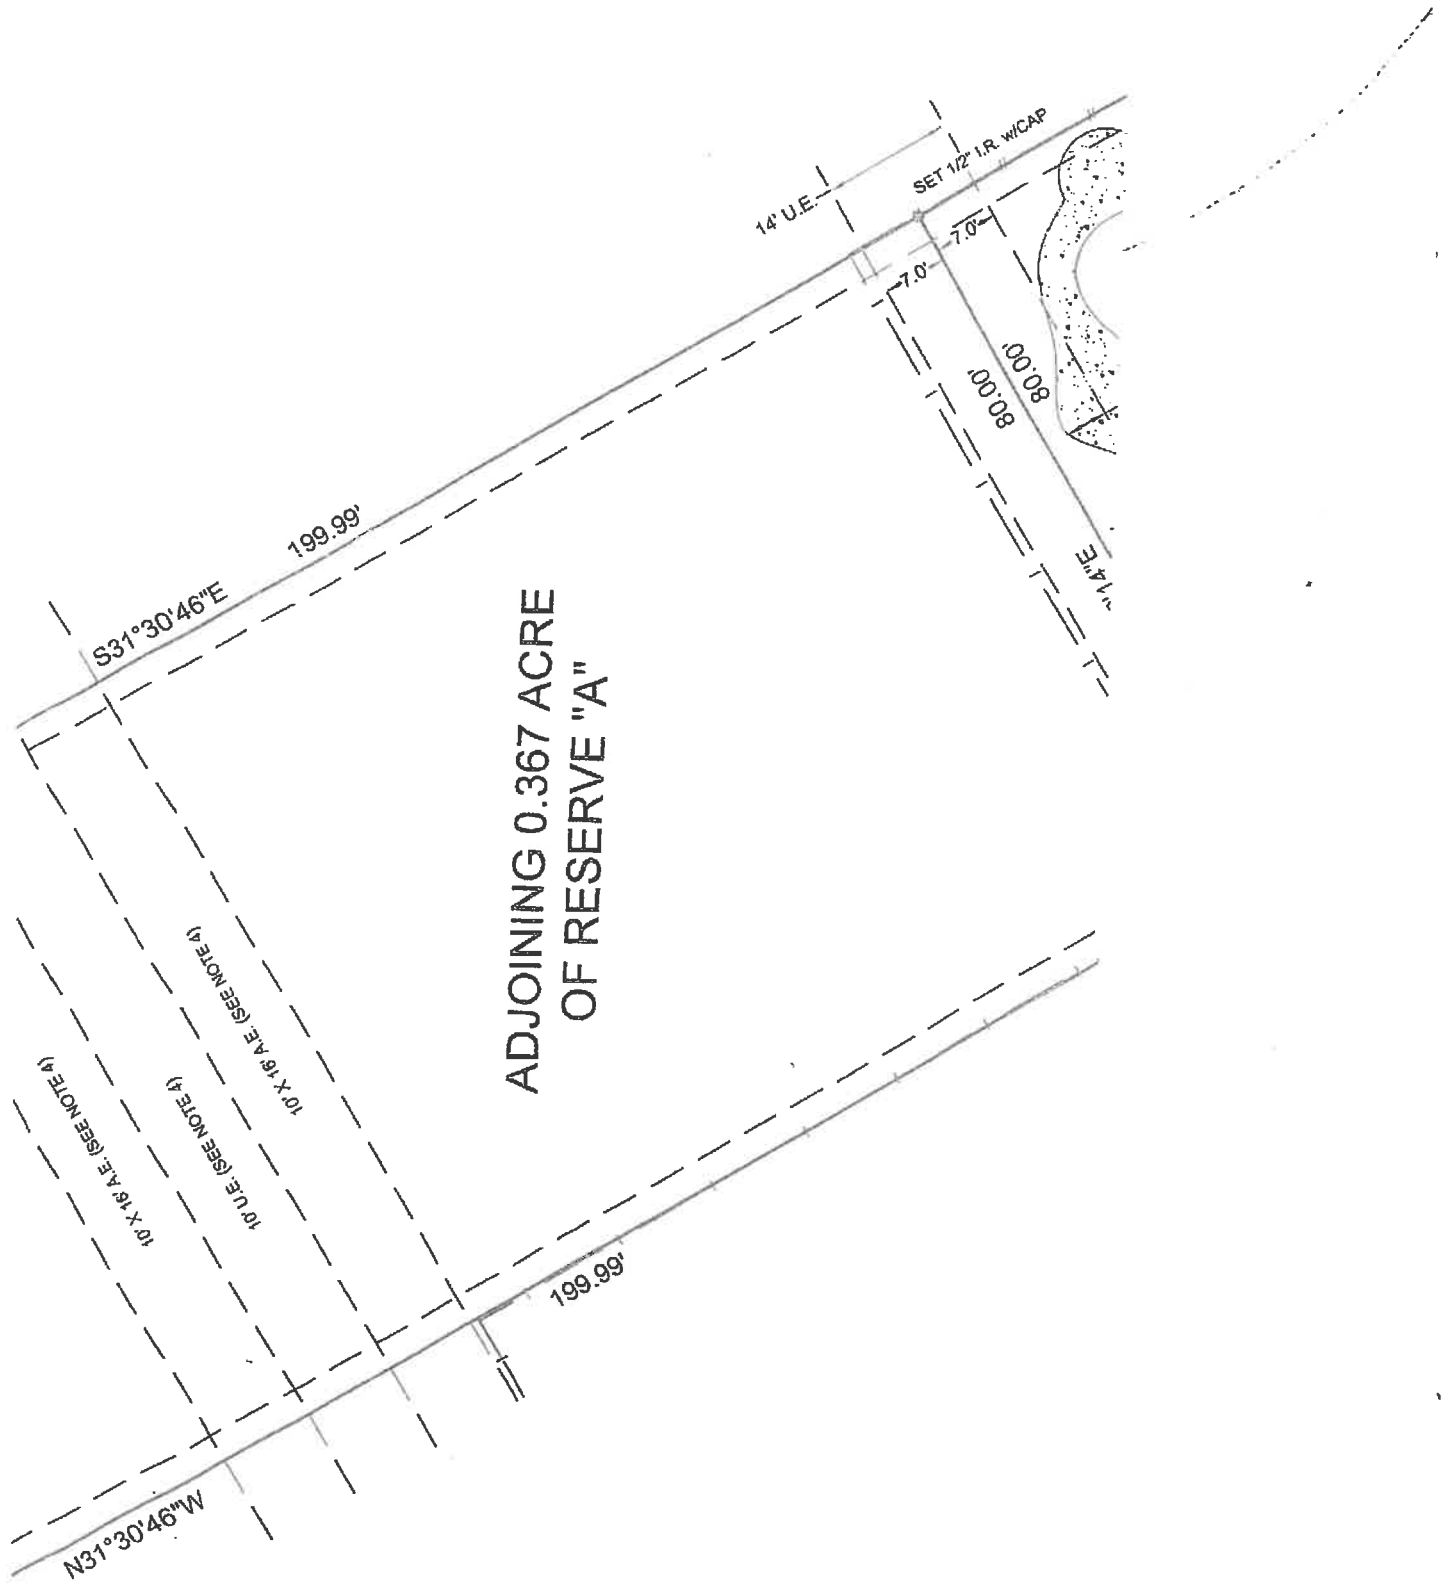 14' U.E.
SET 1/2" I.R. w/CAP
7.0'
7.0'
80.00'
80.00'
199.99'
S31°30'46"E
ADJOINING 0.367 ACRE
OF RESERVE "A"
10' X 16' A.E. (SEE NOTE 4)
10' U.E. (SEE NOTE 4)
10' X 16' A.E. (SEE NOTE 4)
199.99'
N31°30'46"W
14"E